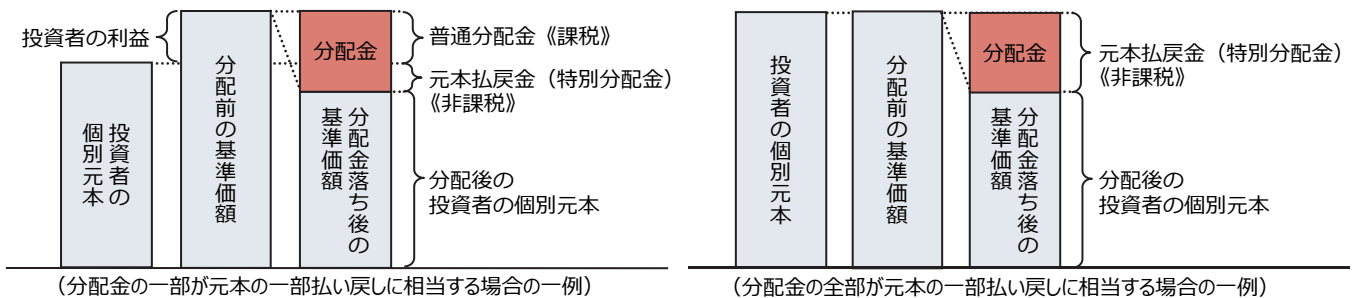 投資者の利益
投資者の
個別元本
分配前の基準価額
分配金
分配金落ち後の
基準価額
普通分配金《課税》
元本払戻金（特別分配金）
《非課税》
分配後の
投資者の個別元本
（分配金の一部が元本の一部払い戻しに相当する場合の一例）
投資者の個別元本
分配前の基準価額
分配金
分配金落ち後の
基準価額
元本払戻金（特別分配金）
《非課税》
分配後の
投資者の個別元本
（分配金の全部が元本の一部払い戻しに相当する場合の一例）